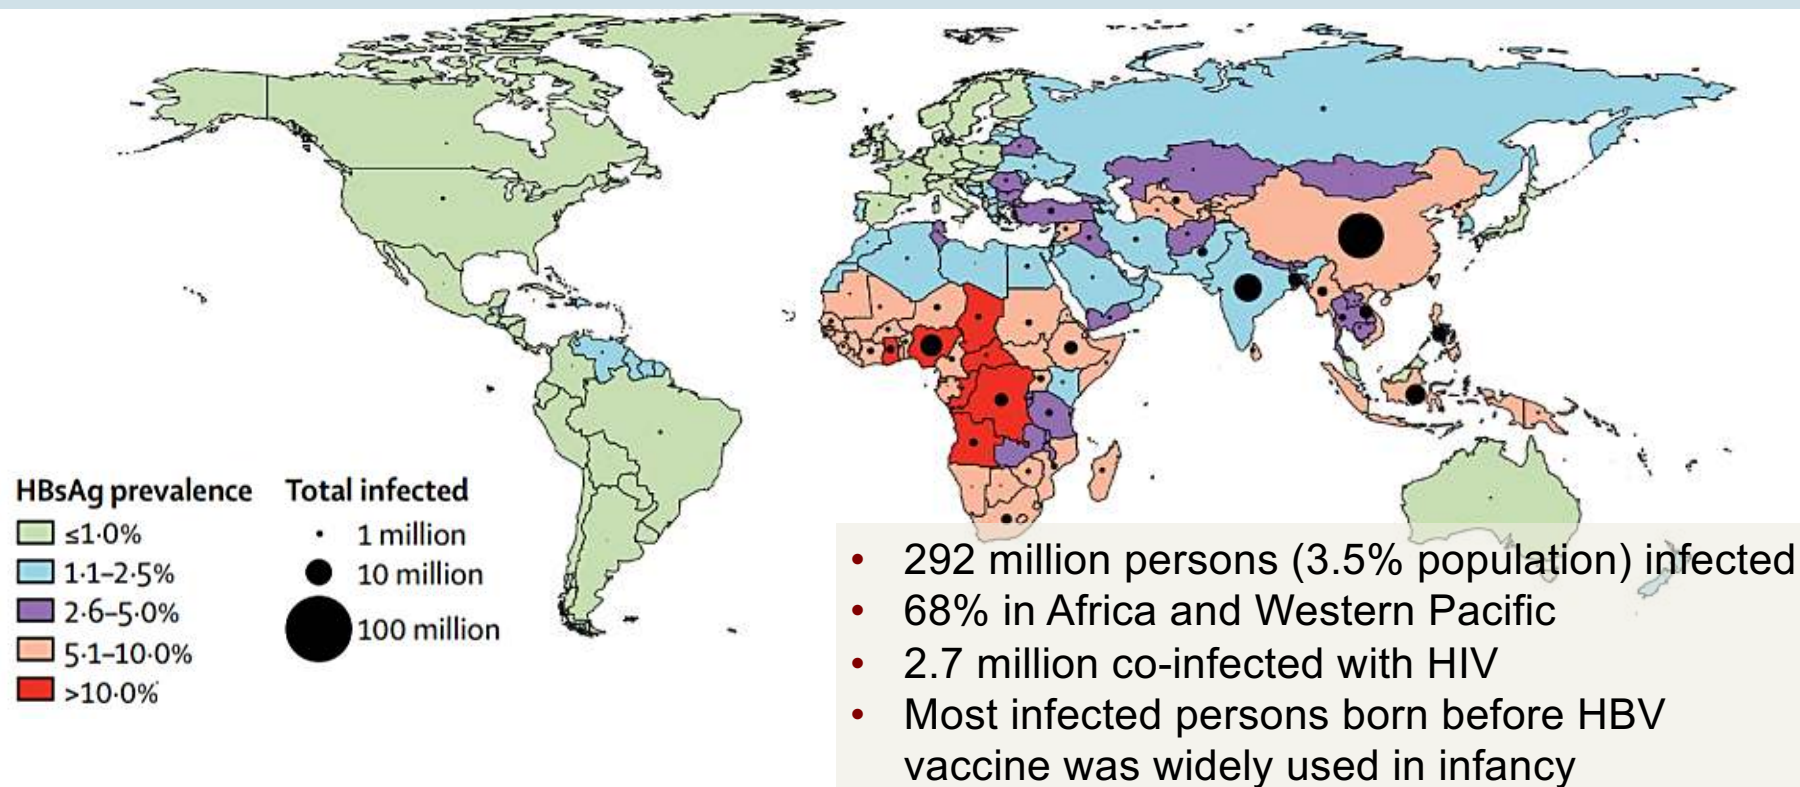 HBsAg prevalence
≤1·0%
1·1–2·5%
2·6–5·0%
5·1–10·0%
>10·0%
Total infected
1 million
10 million
100 million
• 292 million persons (3.5% population) infected
• 68% in Africa and Western Pacific
• 2.7 million co-infected with HIV
• Most infected persons born before HBV
vaccine was widely used in infancy